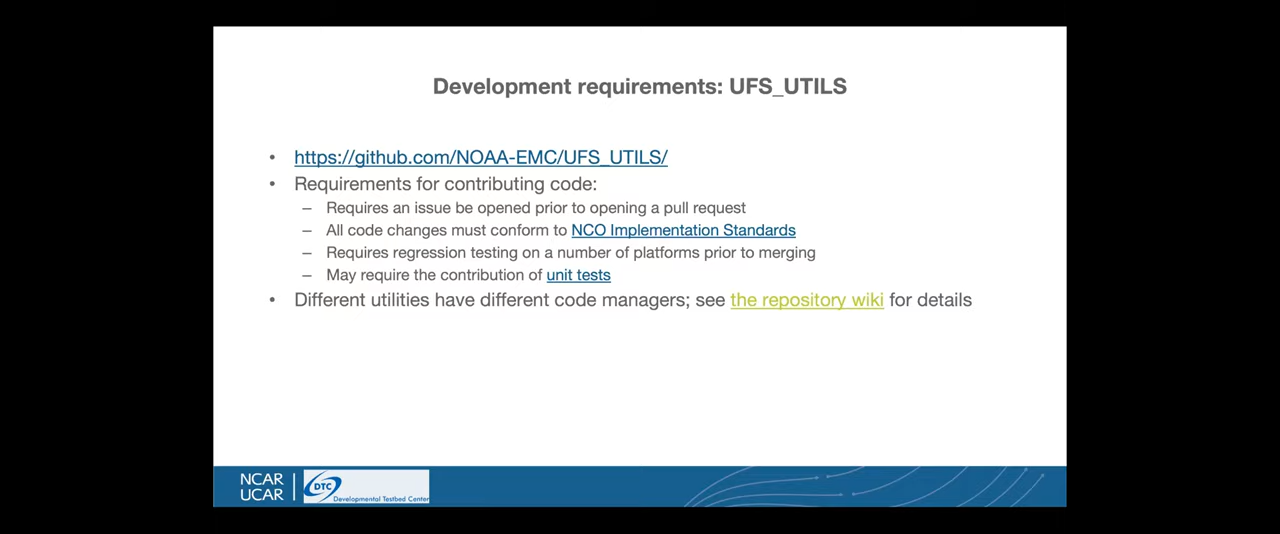 Development requirements: UFS_UTILS
• https://github.com/NOAA-EMC/UFS_UTILS/
• Requirements for contributing code:
– Requires an issue be opened prior to opening a pull request
– All code changes must conform to NCO Implementation Standards
– Requires regression testing on a number of platforms prior to merging
– May require the contribution of unit tests
• Different utilities have different code managers; see the repository wiki for details
NCAR
UCAR
DTC
Developmental Testbed Center